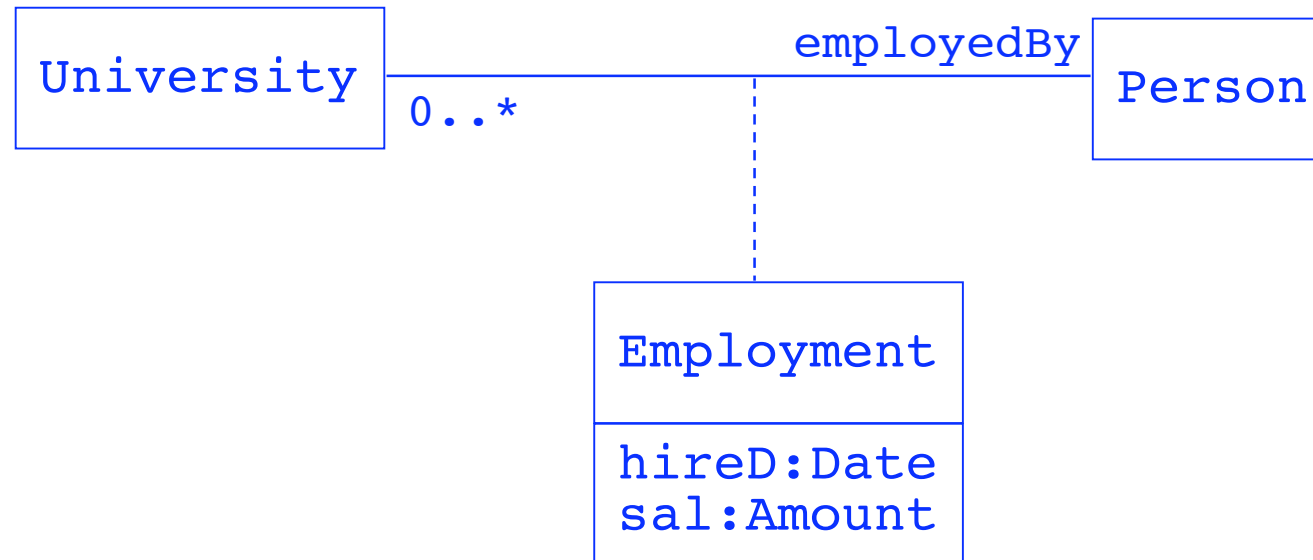 employedBy
University
Person
0..*
Employment
hireD:Date
sal:Amount